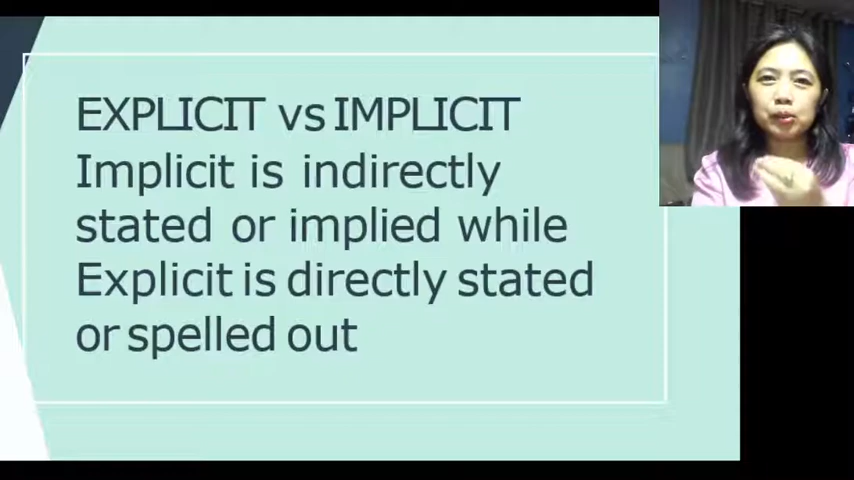 EXPLICIT vs IMPLICIT
Implicit is indirectly
stated or implied while
Explicit is directly stated
or spelled out